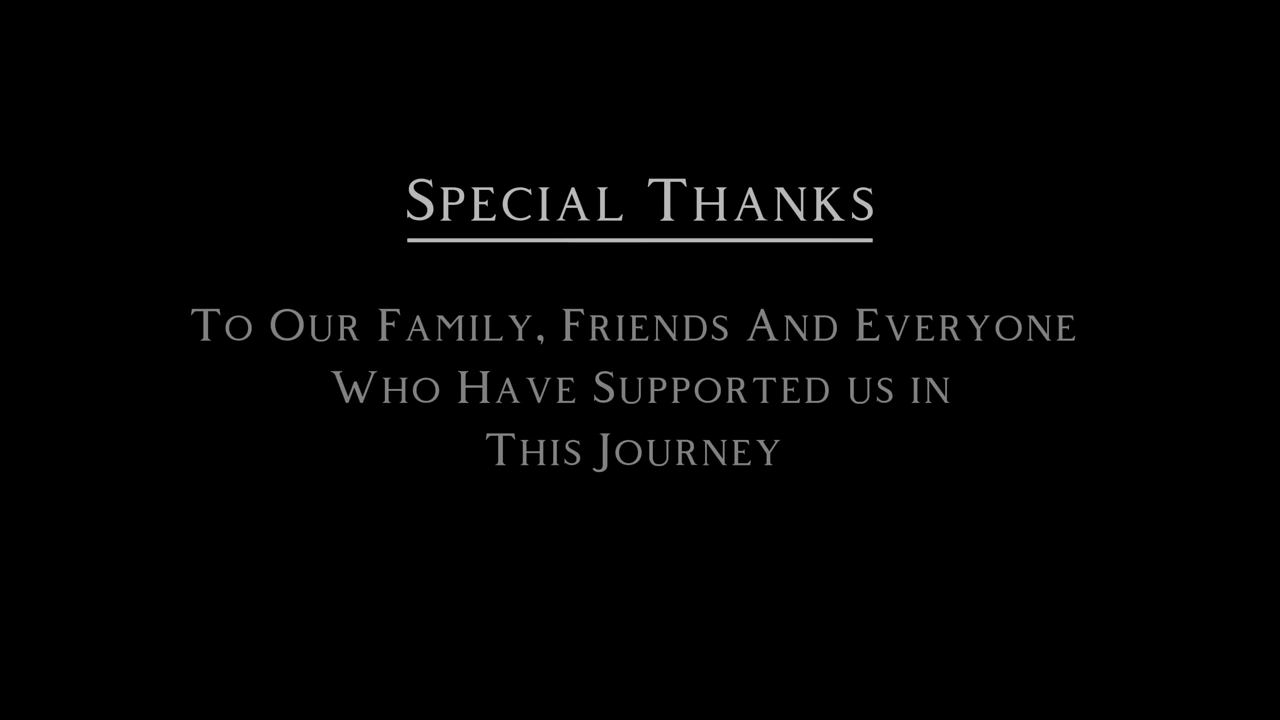 Special Thanks
To Our Family, Friends And Everyone
Who Have Supported us in
This Journey